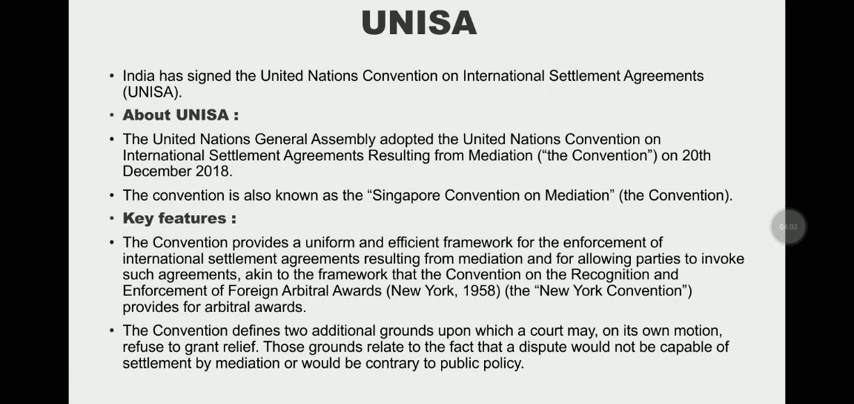 UNISA
• India has signed the United Nations Convention on International Settlement Agreements
(UNISA).
• About UNISA :
• The United Nations General Assembly adopted the United Nations Convention on
International Settlement Agreements Resulting from Mediation (“the Convention”) on 20th
December 2018.
• The convention is also known as the “Singapore Convention on Mediation” (the Convention).
• Key features :
• The Convention provides a uniform and efficient framework for the enforcement of
international settlement agreements resulting from mediation and for allowing parties to invoke
such agreements, akin to the framework that the Convention on the Recognition and
Enforcement of Foreign Arbitral Awards (New York, 1958) (the “New York Convention”)
provides for arbitral awards.
• The Convention defines two additional grounds upon which a court may, on its own motion,
refuse to grant relief. Those grounds relate to the fact that a dispute would not be capable of
settlement by mediation or would be contrary to public policy.